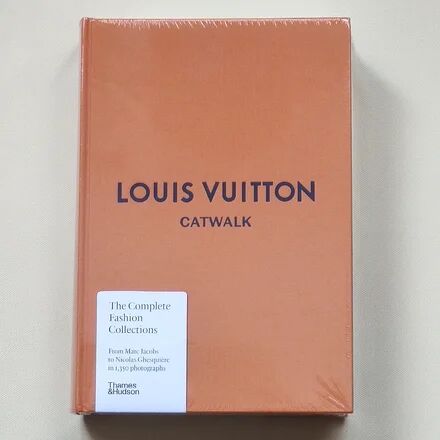 LOUIS VUITTON
CATWALK
The Complete
Fashion
Collections
From Marc Jacobs
to Nicolas Ghesquière
in 1,350 photographs
Thames
&Hudson